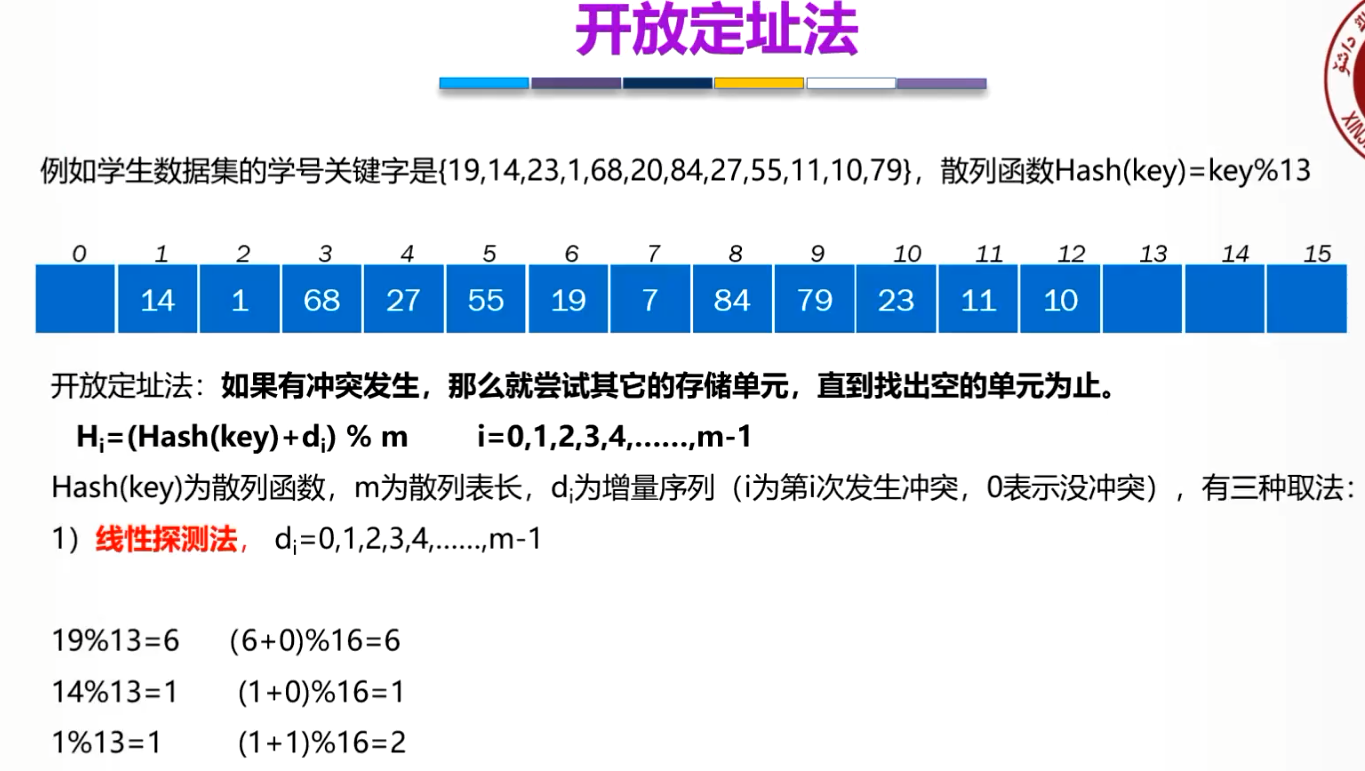 开放定址法
例如学生数据集的学号关键字是{19,14,23,1,68,20,84,27,55,11,10,79}，散列函数Hash(key)=key%13
0 1 2 3 4 5 6 7 8 9 10 11 12 13 14 15
14 1 68 27 55 19 7 84 79 23 11 10
开放定址法：如果有冲突发生，那么就尝试其它的存储单元，直到找出空的单元为止。
Hi=(Hash(key)+di) % m i=0,1,2,3,4,……,m-1
Hash(key)为散列函数，m为散列表长，di为增量序列（i为第i次发生冲突，0表示没冲突），有三种取法：
1）线性探测法， di=0,1,2,3,4,……,m-1
19%13=6 (6+0)%16=6
14%13=1 (1+0)%16=1
1%13=1 (1+1)%16=2